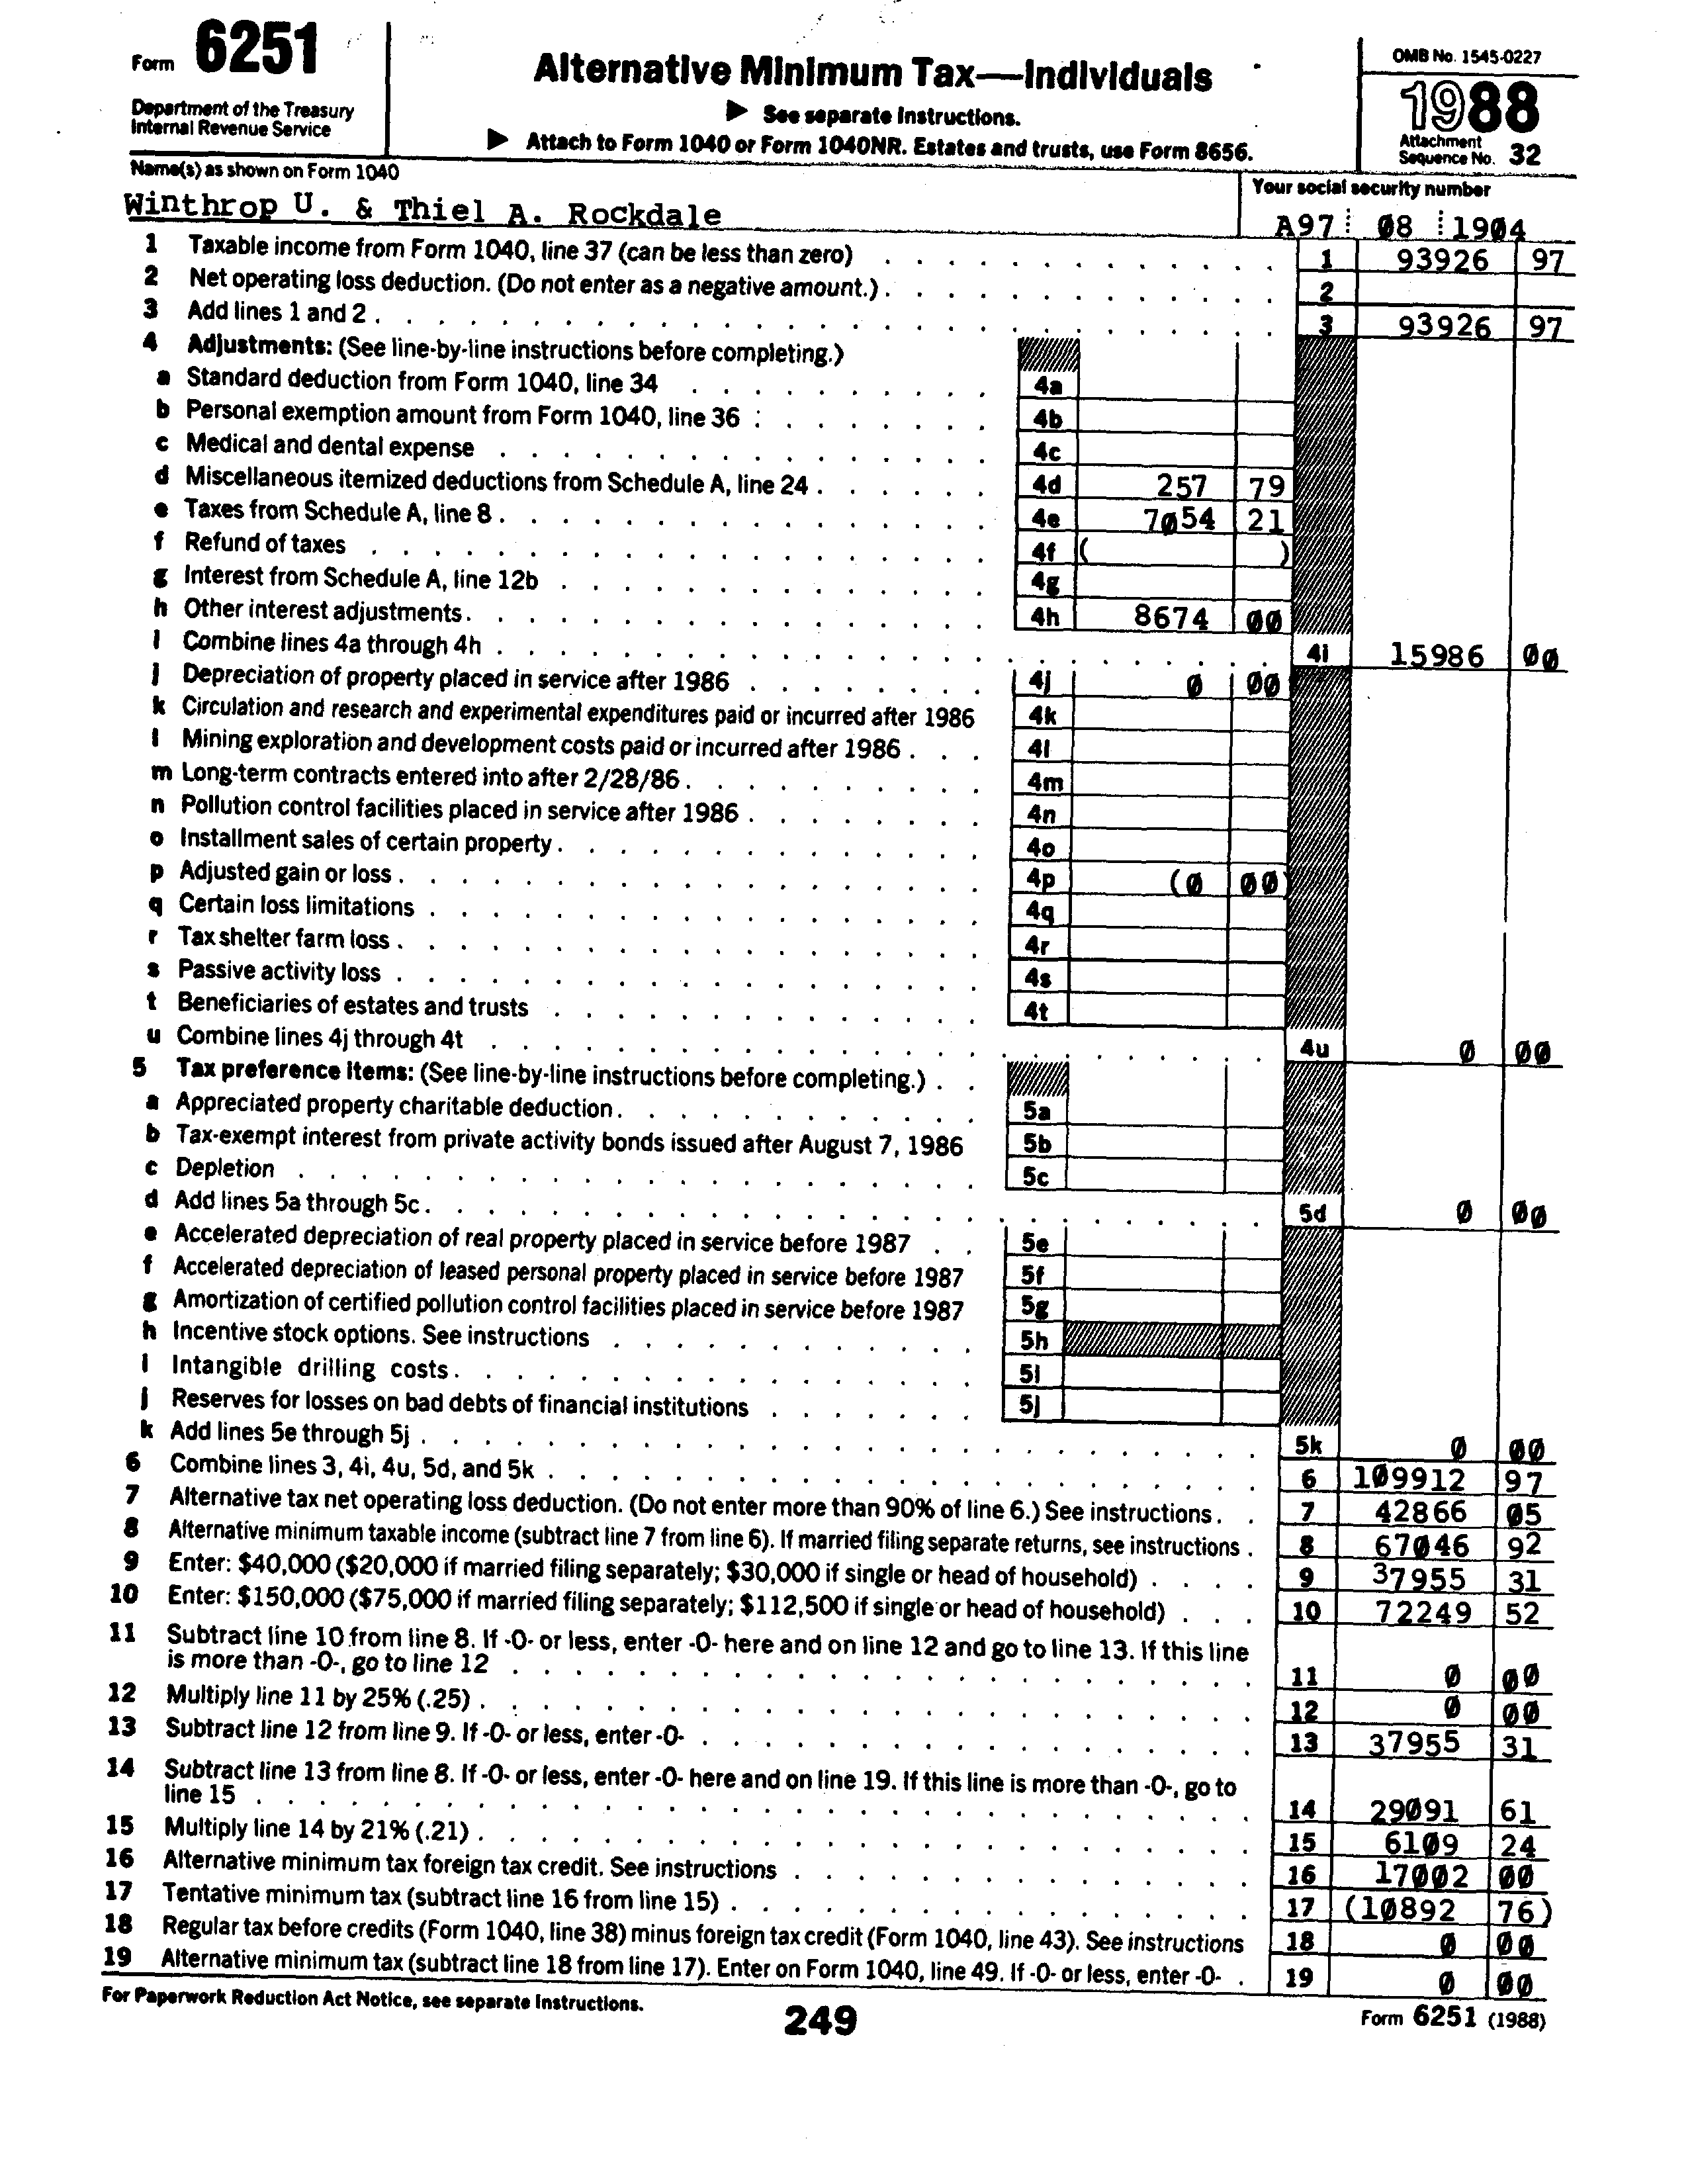 Form 6251
Department of the Treasury
Internal Revenue Service
Alternative Minimum Tax—Individuals
▶ See separate Instructions.
▶ Attach to Form 1040 or Form 1040NR. Estates and trusts, use Form 8656.
OMB No. 1545-0227
1988
Attachment
Sequence No. 32
Name(s) as shown on Form 1040
Your social security number
Winthrop U. & Thiel A. Rockdale
A97 08 1904
1 Taxable income from Form 1040, line 37 (can be less than zero) 1 93926 97
2 Net operating loss deduction. (Do not enter as a negative amount.) 2
3 Add lines 1 and 2 3 93926 97
4 Adjustments: (See line-by-line instructions before completing.)
a Standard deduction from Form 1040, line 34 4a
b Personal exemption amount from Form 1040, line 36 4b
c Medical and dental expense 4c
d Miscellaneous itemized deductions from Schedule A, line 24 4d 257 79
e Taxes from Schedule A, line 8 4e 7054 21
f Refund of taxes 4f ( )
g Interest from Schedule A, line 12b 4g
h Other interest adjustments 4h 8674 00
i Combine lines 4a through 4h 4i 15986 00
j Depreciation of property placed in service after 1986 4j 0 00
k Circulation and research and experimental expenditures paid or incurred after 1986 4k
l Mining exploration and development costs paid or incurred after 1986 4l
m Long-term contracts entered into after 2/28/86 4m
n Pollution control facilities placed in service after 1986 4n
o Installment sales of certain property 4o
p Adjusted gain or loss 4p (0 00)
q Certain loss limitations 4q
r Tax shelter farm loss 4r
s Passive activity loss 4s
t Beneficiaries of estates and trusts 4t
u Combine lines 4j through 4t 4u 0 00
5 Tax preference items: (See line-by-line instructions before completing.)
a Appreciated property charitable deduction 5a
b Tax-exempt interest from private activity bonds issued after August 7, 1986 5b
c Depletion 5c
d Add lines 5a through 5c 5d 0 00
e Accelerated depreciation of real property placed in service before 1987 5e
f Accelerated depreciation of leased personal property placed in service before 1987 5f
g Amortization of certified pollution control facilities placed in service before 1987 5g
h Incentive stock options. See instructions 5h
i Intangible drilling costs 5i
j Reserves for losses on bad debts of financial institutions 5j
k Add lines 5e through 5j 5k 0 00
6 Combine lines 3, 4i, 4u, 5d, and 5k 6 109912 97
7 Alternative tax net operating loss deduction. (Do not enter more than 90% of line 6.) See instructions 7 42866 05
8 Alternative minimum taxable income (subtract line 7 from line 6). If married filing separate returns, see instructions 8 67046 92
9 Enter: $40,000 ($20,000 if married filing separately; $30,000 if single or head of household) 9 37955 31
10 Enter: $150,000 ($75,000 if married filing separately; $112,500 if single or head of household) 10 72249 52
11 Subtract line 10 from line 8. If -0- or less, enter -0- here and on line 12 and go to line 13. If this line
is more than -0-, go to line 12 11 0 00
12 Multiply line 11 by 25% (.25) 12 0 00
13 Subtract line 12 from line 9. If -0- or less, enter -0- 13 37955 31
14 Subtract line 13 from line 8. If -0- or less, enter -0- here and on line 19. If this line is more than -0-, go to
line 15 14 29091 61
15 Multiply line 14 by 21% (.21) 15 6109 24
16 Alternative minimum tax foreign tax credit. See instructions 16 17002 00
17 Tentative minimum tax (subtract line 16 from line 15) 17 (10892 76)
18 Regular tax before credits (Form 1040, line 38) minus foreign tax credit (Form 1040, line 43). See instructions 18 0 00
19 Alternative minimum tax (subtract line 18 from line 17). Enter on Form 1040, line 49. If -0- or less, enter -0- 19 0 00
For Paperwork Reduction Act Notice, see separate Instructions.
249
Form 6251 (1988)